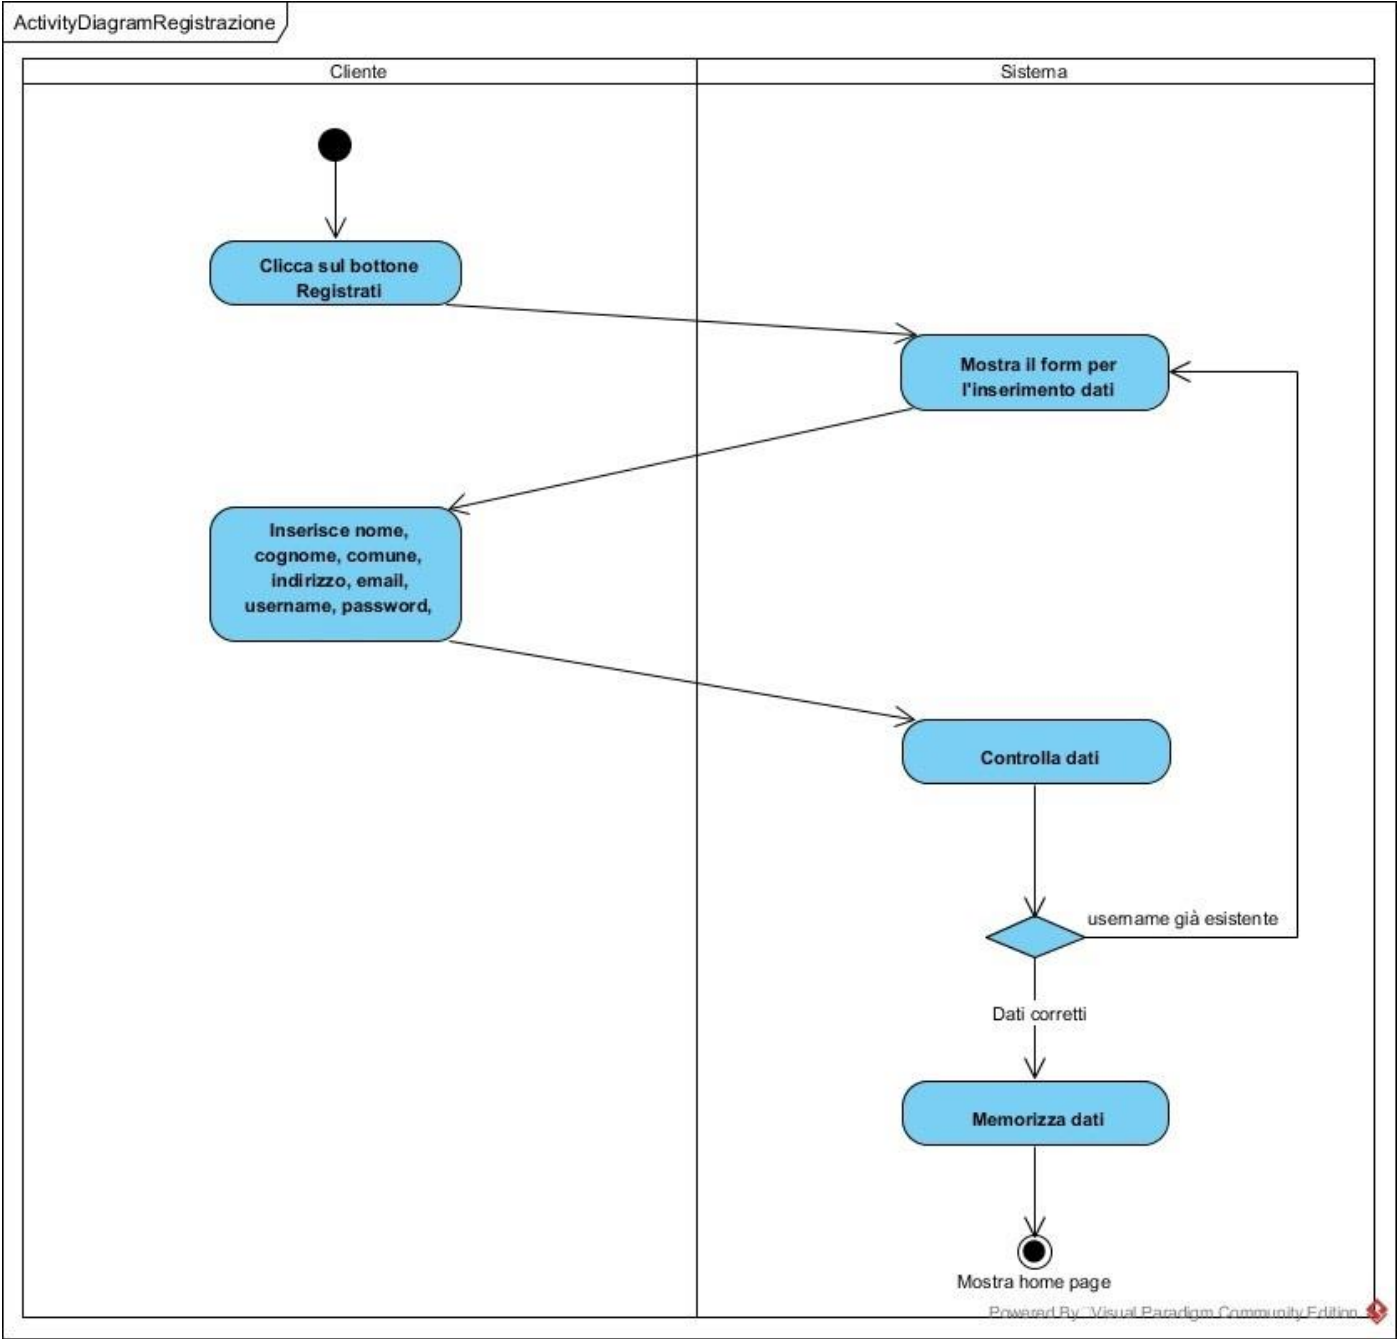 ActivityDiagramRegistrazione
Cliente
Sistema
Clicca sul bottone
Registrati
Mostra il form per
l'inserimento dati
Inserisce nome,
cognome, comune,
indirizzo, email,
username, password,
Controlla dati
username già esistente
Dati corretti
Memorizza dati
Mostra home page
Powered By Visual Paradigm Community Edition